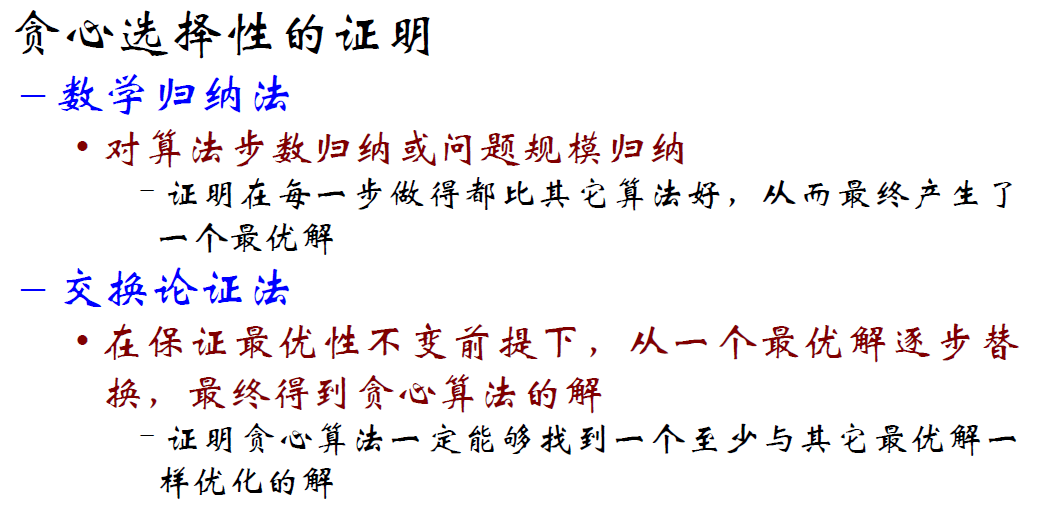 贪心选择性的证明
– 数学归纳法
• 对算法步数归纳或问题规模归纳
– 证明在每一步做得都比其它算法好，从而最终产生了
一个最优解
– 交换论证法
• 在保证最优性不变前提下，从一个最优解逐步替
换，最终得到贪心算法的解
– 证明贪心算法一定能够找到一个至少与其它最优解一
样优化的解